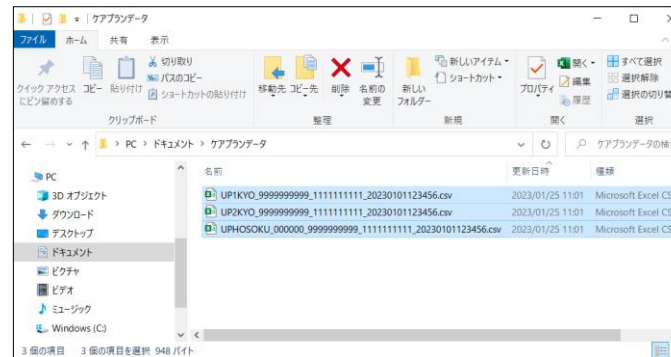 ケアプランデータ
ファイル ホーム 共有 表示
クイック アクセスにピン留めする
コピー
貼り付け
切り取り
パスのコピー
ショートカットの貼り付け
クリップボード
移動先
コピー先
削除
名前の変更
整理
新しいフォルダー
新しいアイテム
ショートカット
新規
プロパティ
開く
編集
履歴
開く
すべて選択
選択解除
選択の切り替
選択
PC > ドキュメント > ケアプランデータ
ケアプランデータの検
名前 更新日時 種類
UP1KYO_9999999999_1111111111_20230101123456.csv 2023/01/25 11:01 Microsoft Excel CS
UP2KYO_9999999999_1111111111_20230101123456.csv 2023/01/25 11:01 Microsoft Excel CS
UPHOSOKU_000000_9999999999_1111111111_20230101123456.csv 2023/01/25 11:01 Microsoft Excel CS
PC
3D オブジェクト
ダウンロード
デスクトップ
ドキュメント
ピクチャ
ビデオ
ミュージック
Windows (C:)
3 個の項目 3 個の項目を選択 948 バイト